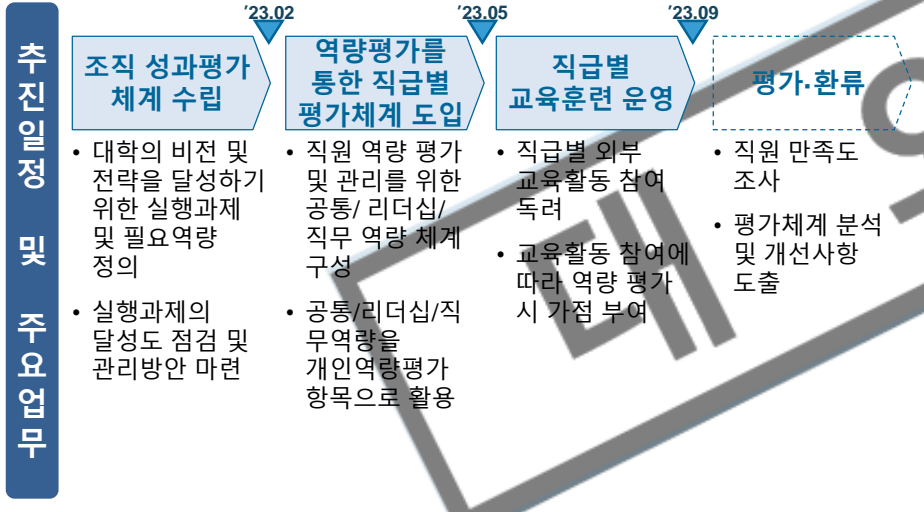 추진일정 및 주요업무
'23.02
'23.05
'23.09
조직 성과평가
체계 수립
역량평가를
통한 직급별
평가체계 도입
직급별
교육훈련 운영
평가·환류
• 대학의 비전 및
전략을 달성하기
위한 실행과제
및 필요역량
정의
• 실행과제의
달성도 점검 및
관리방안 마련
• 직원 역량 평가
및 관리를 위한
공통/ 리더십/
직무 역량 체계
구성
• 공통/리더십/직
무역량을
개인역량평가
항목으로 활용
• 직급별 외부
교육활동 참여
독려
• 교육활동 참여에
따라 역량 평가
시 가점 부여
• 직원 만족도
조사
• 평가체계 분석
및 개선사항
도출
대